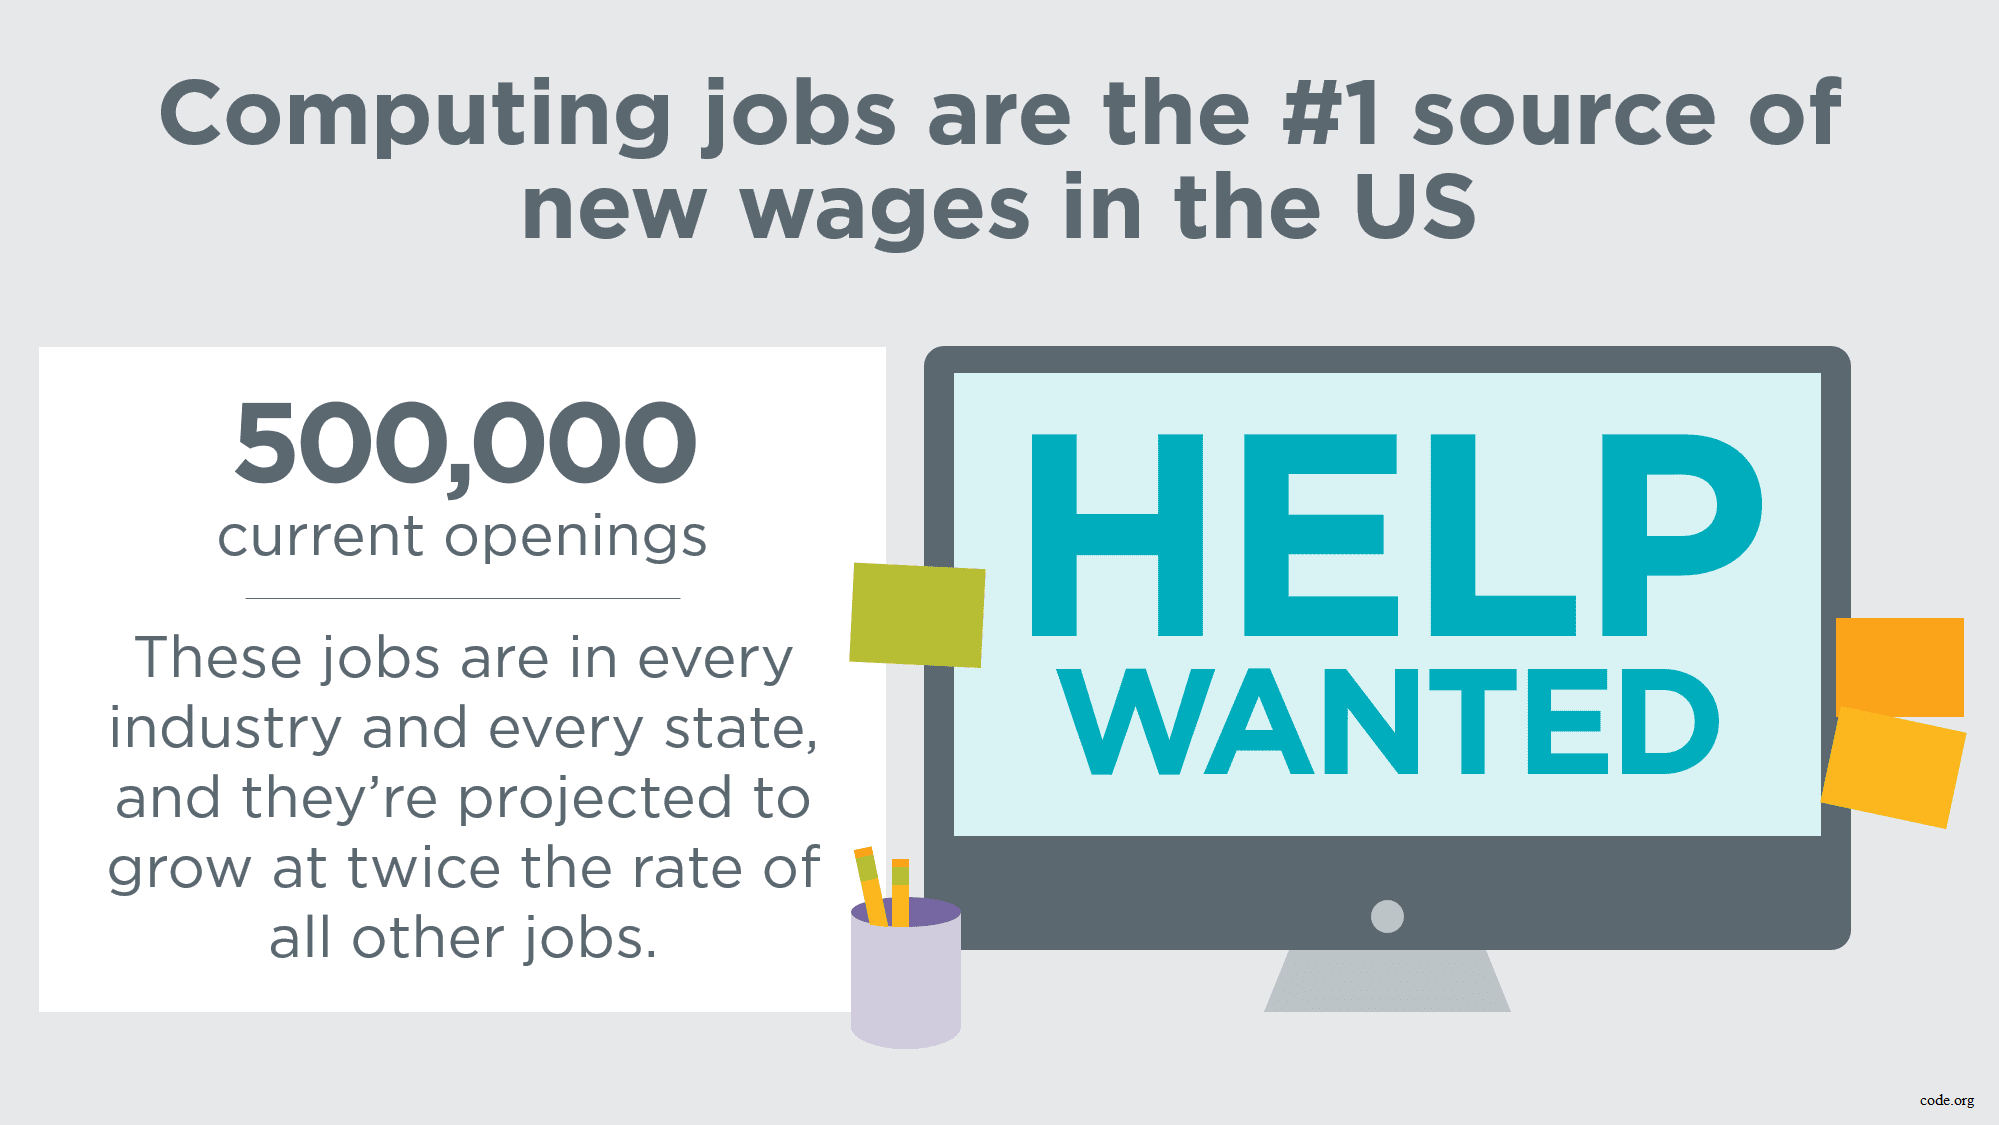 Computing jobs are the #1 source of
new wages in the US
500,000
current openings
These jobs are in every
industry and every state,
and they’re projected to
grow at twice the rate of
all other jobs.
HELP
WANTED
code.org